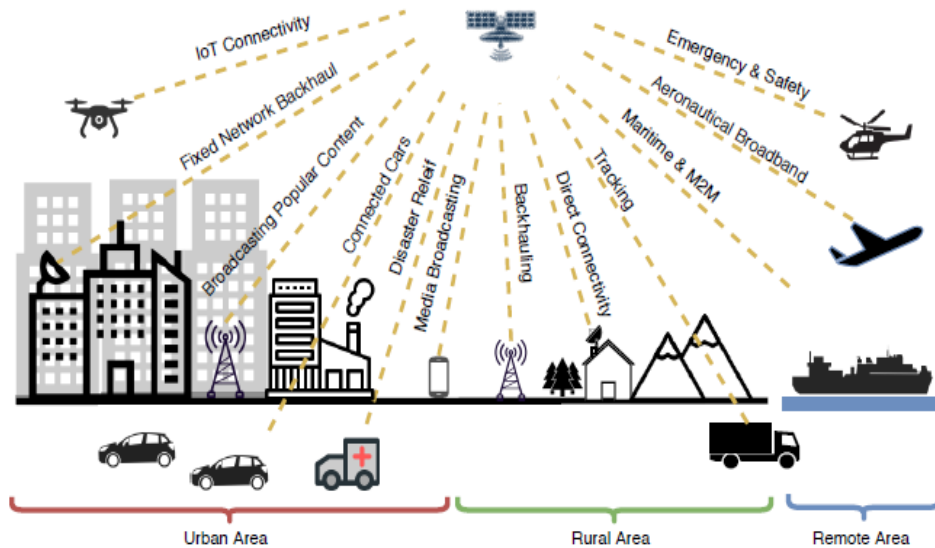 IoT Connectivity
Fixed Network Backhaul
Broadcasting Popular Content
Connected Cars
Disaster Releif
Media Broadcasting
Backhauling
Direct Connectivity
Tracking
Maritime & M2M
Aeronautical Broadband
Emergency & Safety
Urban Area
Rural Area
Remote Area